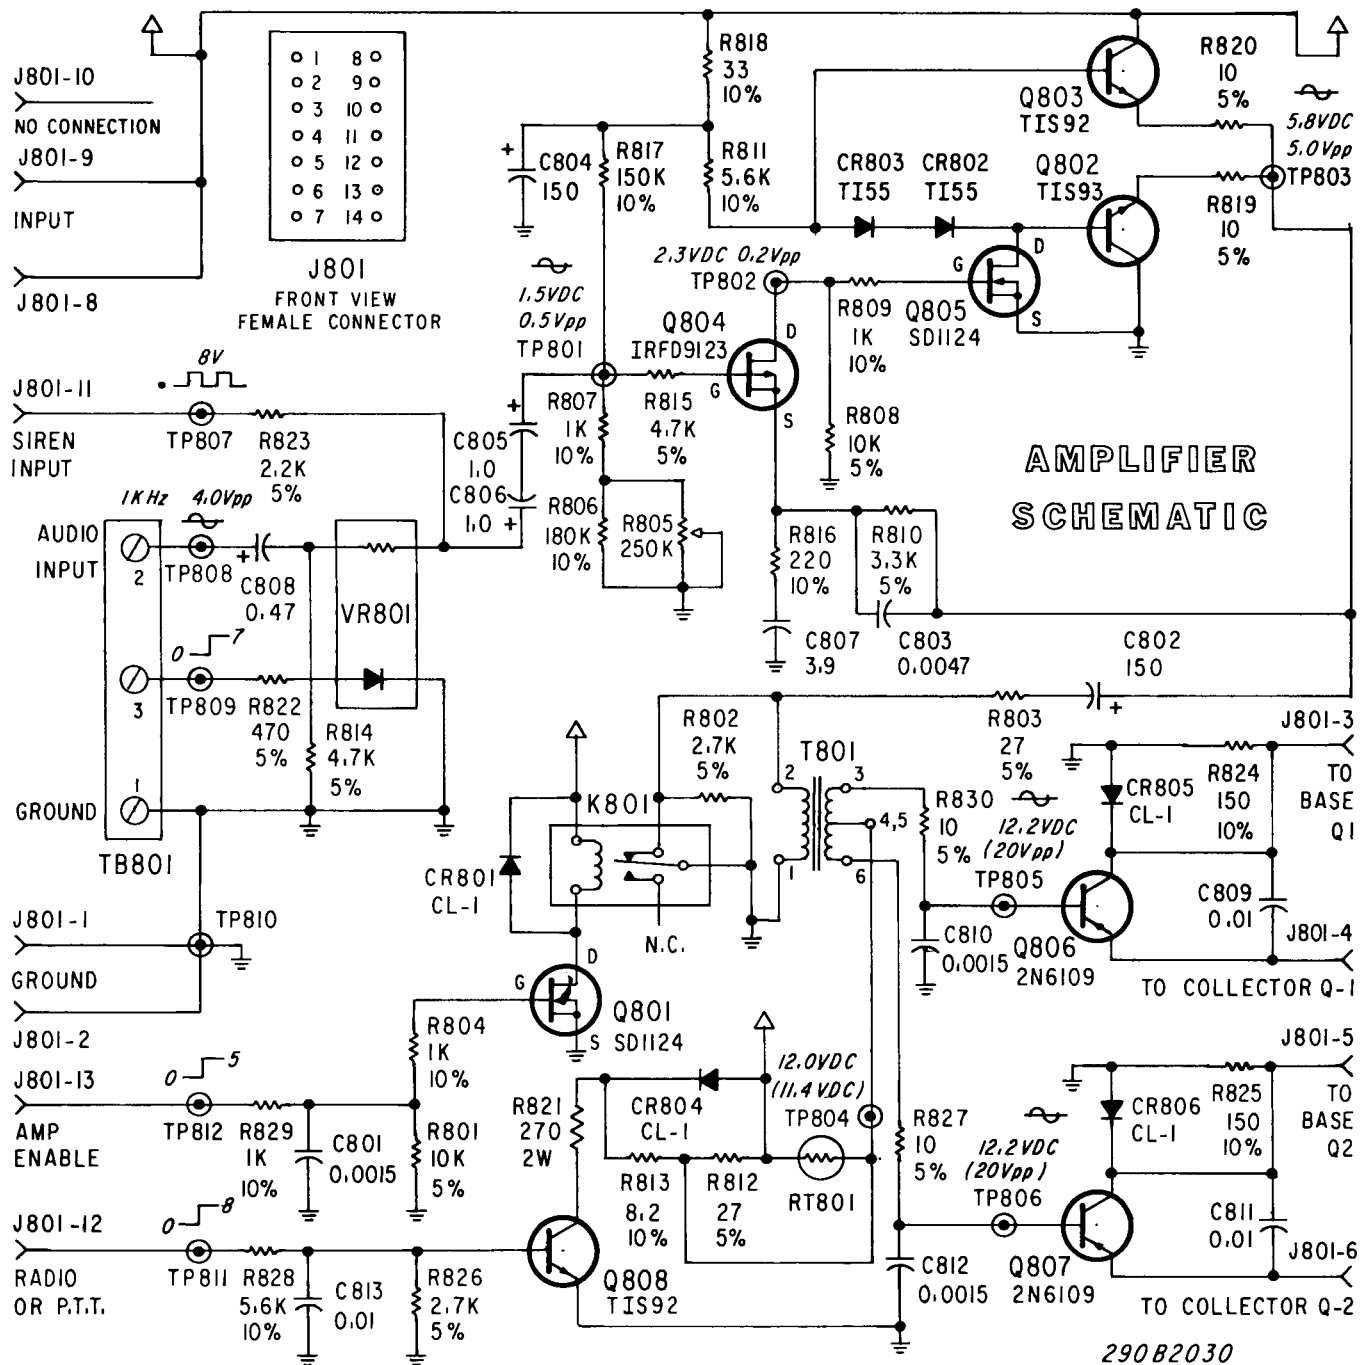 J801-10
NO CONNECTION
J801-9
INPUT
J801-8
1 8
2 9
3 10
4 11
5 12
6 13
7 14
J801
FRONT VIEW
FEMALE CONNECTOR
R818
33
10%
+
C804
150
R817
150K
10%
R811
5.6K
10%
CR803
TI55
CR802
TI55
Q803
TIS92
Q802
TIS93
R820
10
5%
5.8VDC
5.0Vpp
TP803
R819
10
5%
1.5VDC
0.5Vpp
TP801
2.3VDC 0.2Vpp
TP802
Q804
IRFD9123
D
G
S
R809
1K
10%
G
D
S
Q805
SD1124
R808
10K
5%
J801-11
SIREN
INPUT
8V
TP807
R823
2.2K
5%
+
C805
1.0
C806
1.0 +
R807
1K
10%
R815
4.7K
5%
R806
180K
10%
R805
250K
AMPLIFIER
SCHEMATIC
R816
220
10%
R810
3.3K
5%
C807
3.9
C803
0.0047
C802
150
+
1KHz 4.0Vpp
AUDIO
INPUT
2
TP808
+
C808
0.47
VR801
0 7
3
TP809
R822
470
5%
R814
4.7K
5%
GROUND
1
TB801
R802
2.7K
5%
K801
CR801
CL-1
N.C.
T801
2
1
3
4,5
6
R803
27
5%
R830
10
5%
12.2VDC
(20Vpp)
TP805
CR805
CL-1
R824
150
10%
J801-3
TO
BASE
Q1
C810
0.0015
Q806
2N6109
C809
0.01
J801-4
TO COLLECTOR Q-1
J801-1
GROUND
J801-2
TP810
G
D
S
Q801
SD1124
R804
1K
10%
J801-13
AMP
ENABLE
0 5
TP812
R829
1K
10%
C801
0.0015
R801
10K
5%
R821
270
2W
CR804
CL-1
12.0VDC
(11.4VDC)
TP804
R813
8.2
10%
R812
27
5%
RT801
R827
10
5%
12.2VDC
(20Vpp)
TP806
CR806
CL-1
R825
150
10%
J801-5
TO
BASE
Q2
C812
0.0015
Q807
2N6109
C811
0.01
J801-6
TO COLLECTOR Q-2
J801-12
RADIO
OR P.T.T.
0 8
TP811
R828
5.6K
10%
C813
0.01
R826
2.7K
5%
Q808
TIS92
290B2030